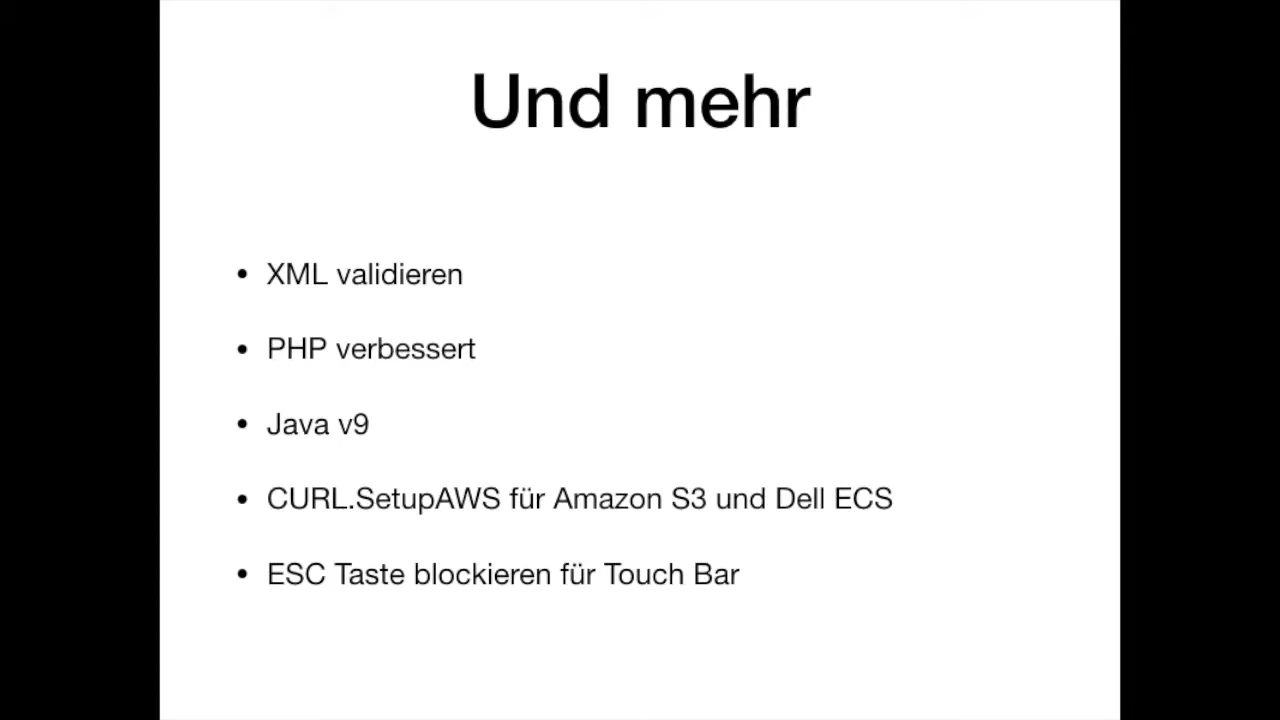 Und mehr
• XML validieren
• PHP verbessert
• Java v9
• CURL.SetupAWS für Amazon S3 und Dell ECS
• ESC Taste blockieren für Touch Bar